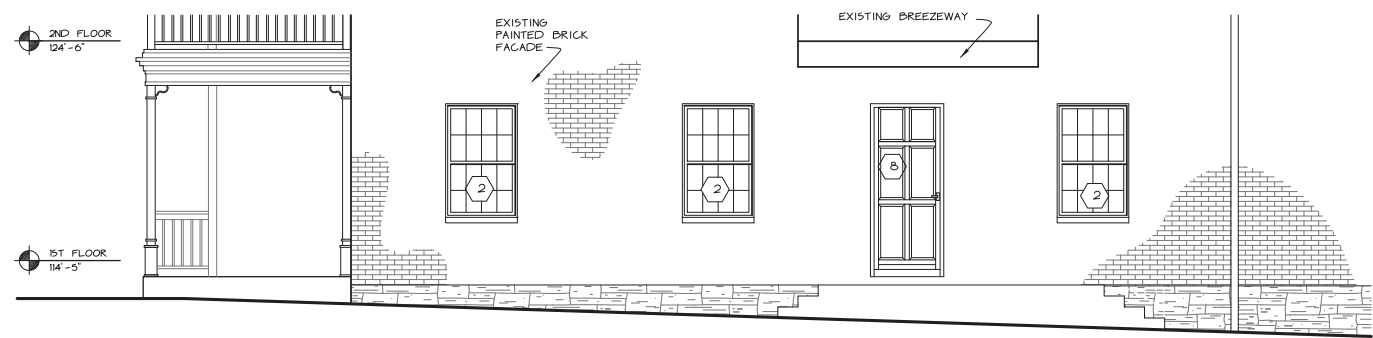 2ND FLOOR
124'-6"
EXISTING
PAINTED BRICK
FACADE
EXISTING BREEZEWAY
8
2
2
2
1ST FLOOR
114'-5"